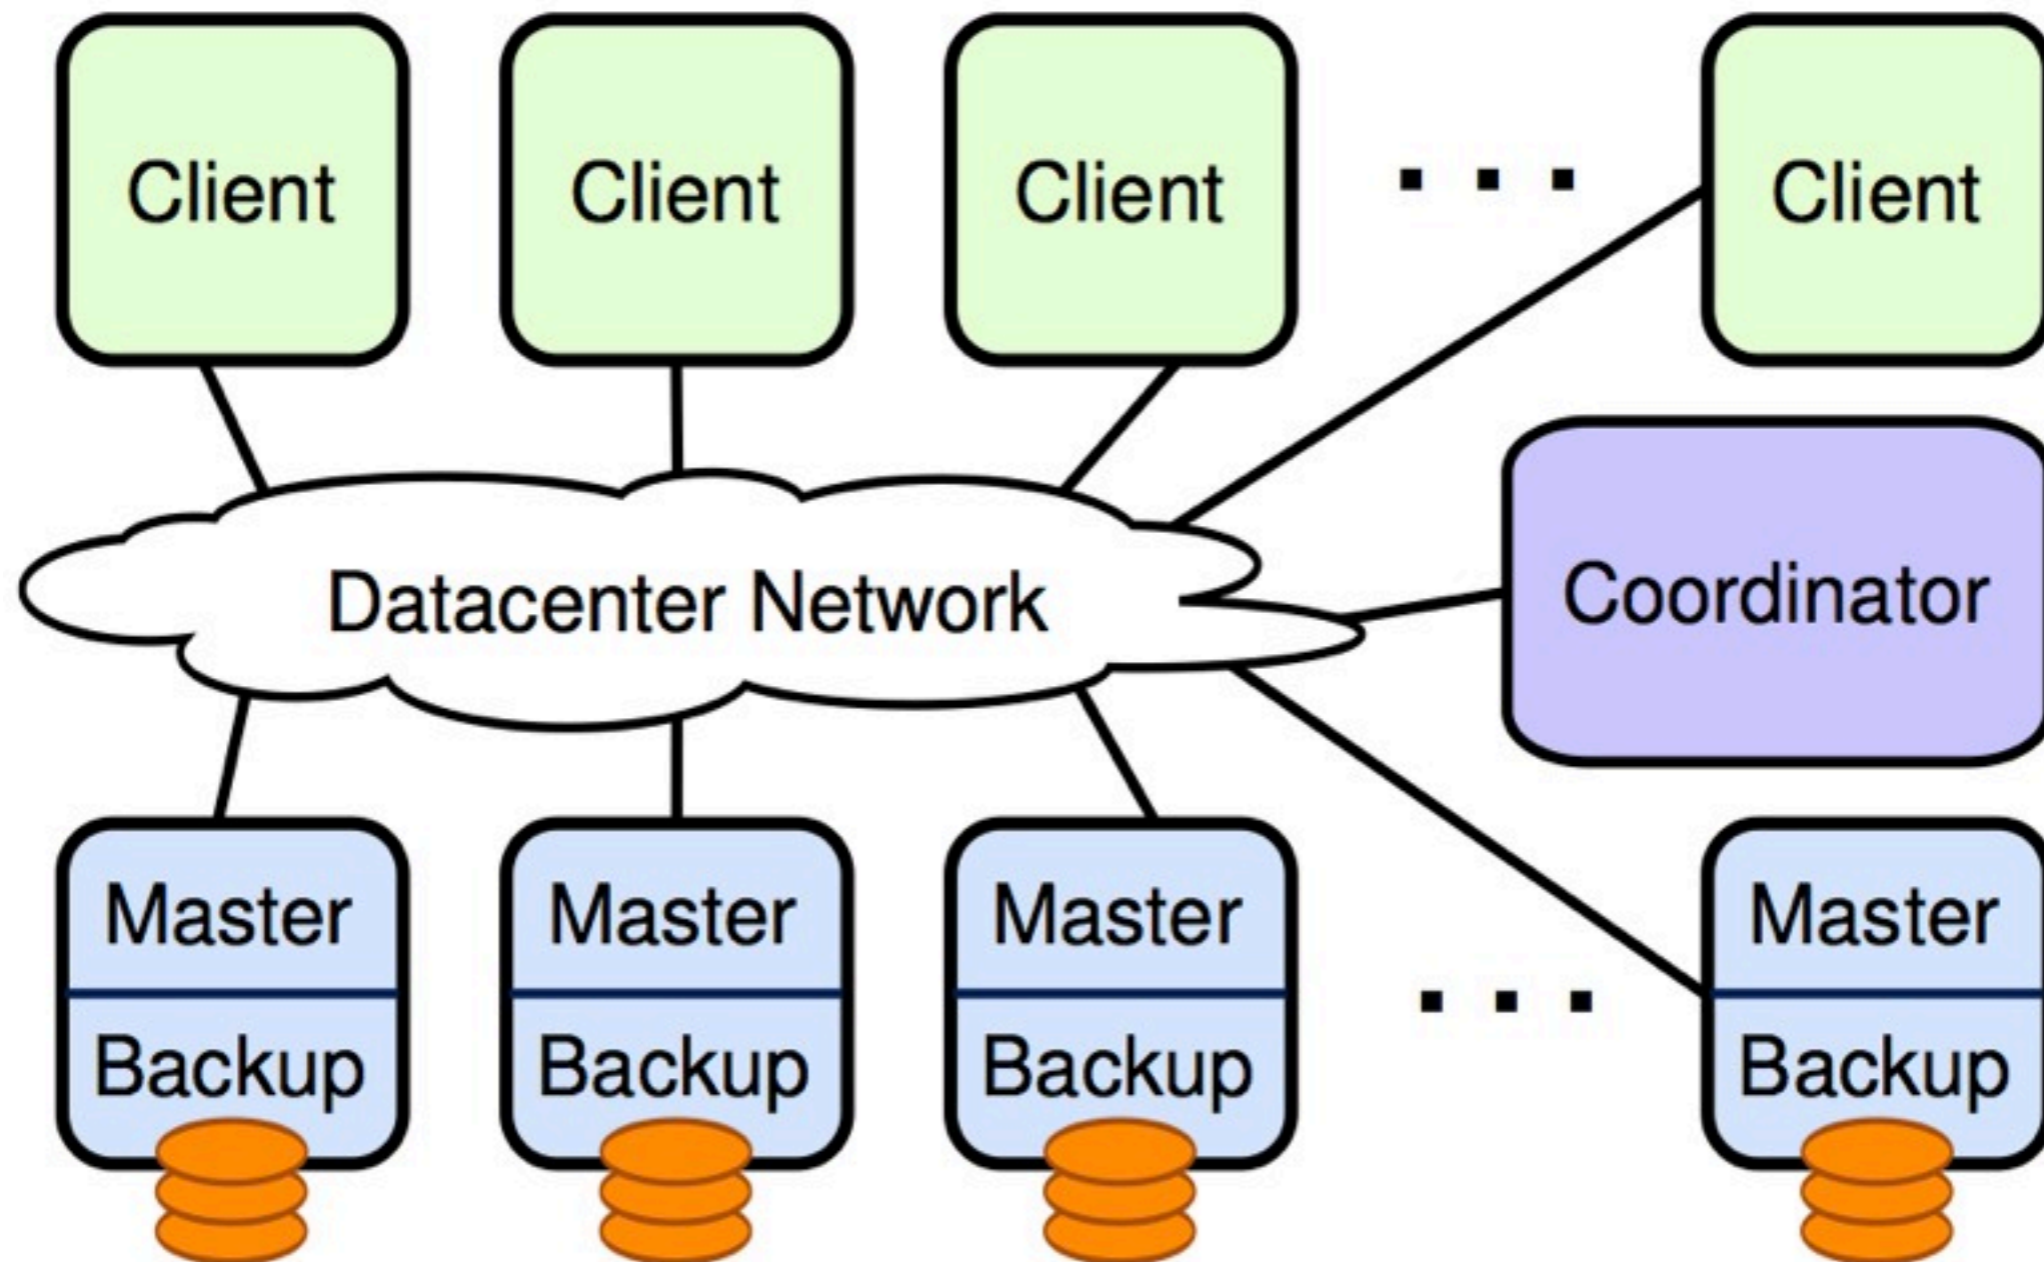 Client
Client
Client
. . .
Client
Datacenter Network
Coordinator
Master
Backup
Master
Backup
Master
Backup
. . .
Master
Backup